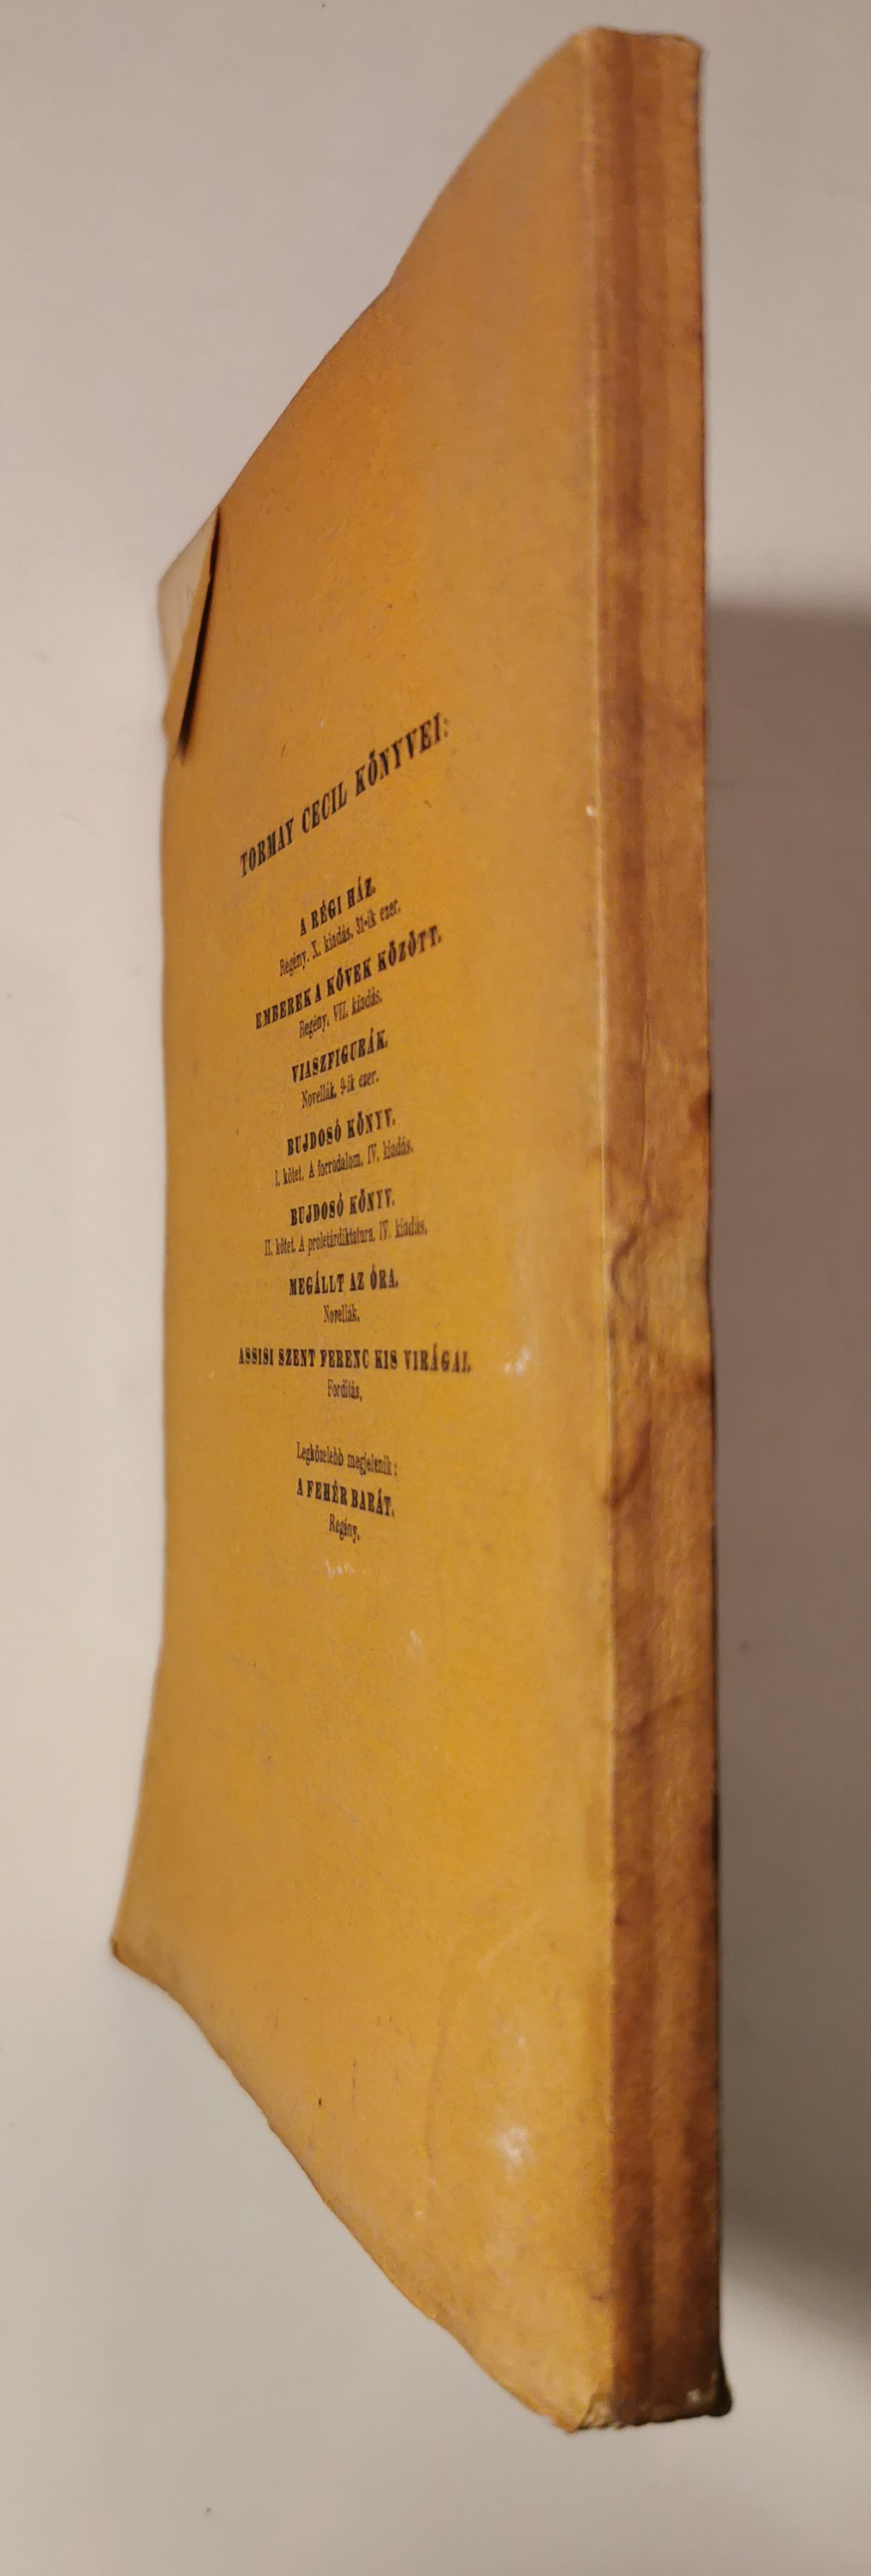 TORMAY CECIL KÖNYVEI:
A RÉGI HÁZ.
Regény. X. kiadás, 31-ik ezer.
EMBEREK A KÖVEK KÖZÖTT.
Regény, VII. kiadás.
VIASZFIGURÁK.
Novellák, 9-ik ezer.
BUJDOSÓ KÖNYV.
I. kötet. A forradalom. IV. kiadás.
BUJDOSÓ KÖNYV.
II. kötet. A proletárdiktatura. IV. kiadás.
MEGÁLLT AZ ÓRA.
Novellák.
ASSISI SZENT FERENC KIS VIRÁGAI.
Fordítás.
Legközelebb megjelenik:
A FEHÉR BARÁT.
Regény.